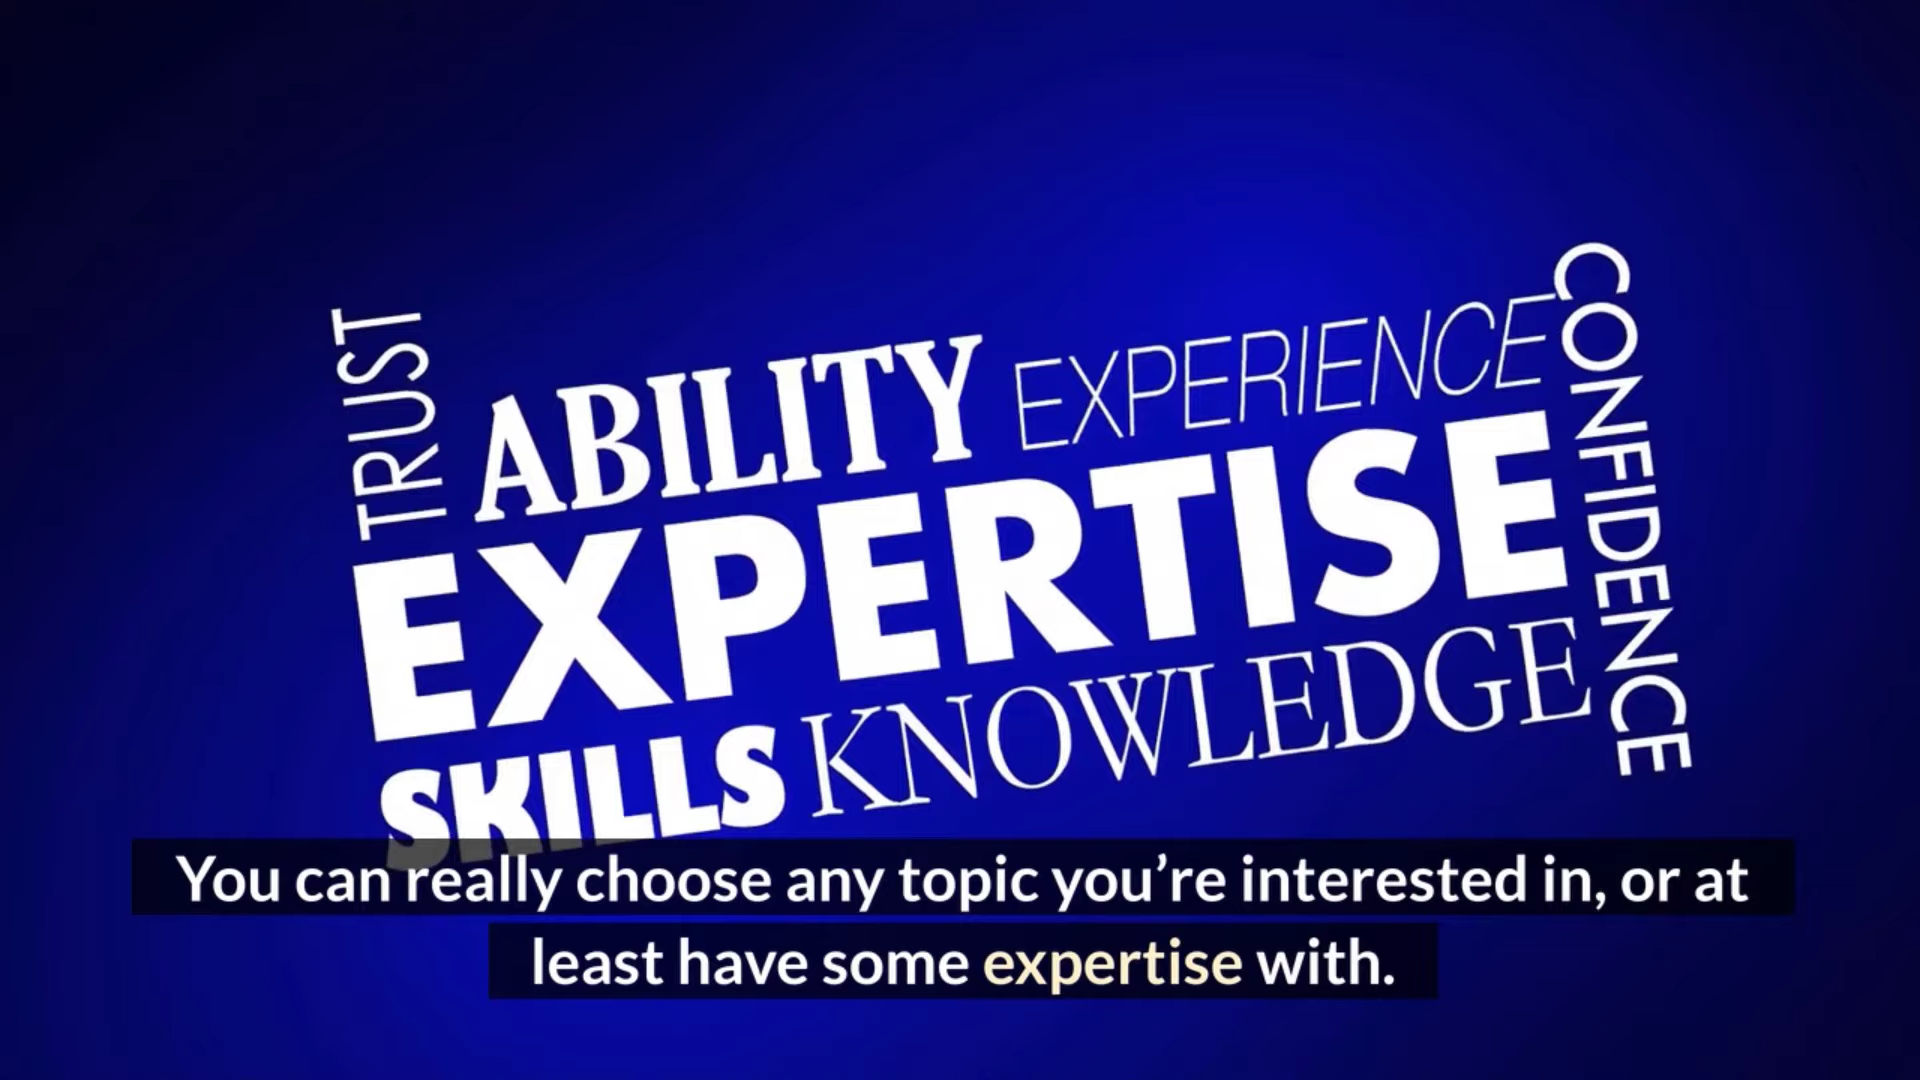 TRUST
ABILITY EXPERIENCE
CONFIDENCE
EXPERTISE
SKILLS KNOWLEDGE
You can really choose any topic you’re interested in, or at
least have some expertise with.